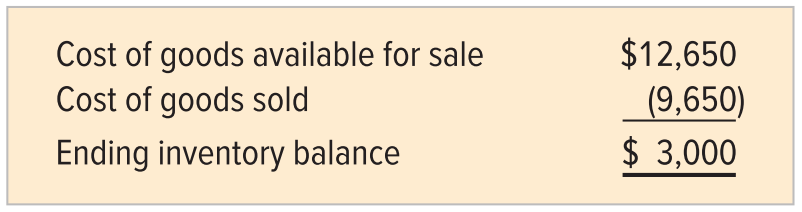 Cost of goods available for sale $12,650
Cost of goods sold (9,650)
Ending inventory balance $ 3,000